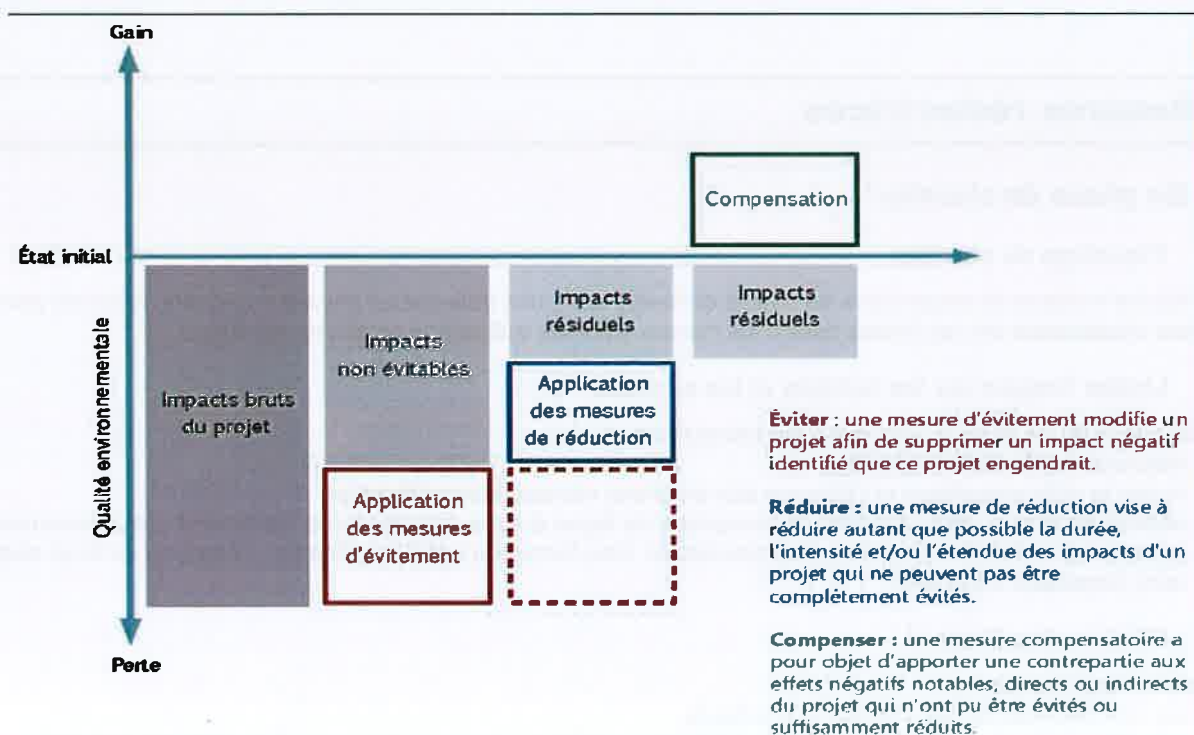 Gain
Compensation
État initial
Impacts bruts
du projet
Impacts
non évitables
Impacts
résiduels
Impacts
résiduels
Application
des mesures
de réduction
Application
des mesures
d'évitement
Qualité environnementale
Perte
Éviter : une mesure d'évitement modifie un
projet afin de supprimer un impact négatif
identifié que ce projet engendrait.
Réduire : une mesure de réduction vise à
réduire autant que possible la durée,
l'intensité et/ou l'étendue des impacts d'un
projet qui ne peuvent pas être
complètement évités.
Compenser : une mesure compensatoire a
pour objet d'apporter une contrepartie aux
effets négatifs notables, directs ou indirects
du projet qui n'ont pu être évités ou
suffisamment réduits.